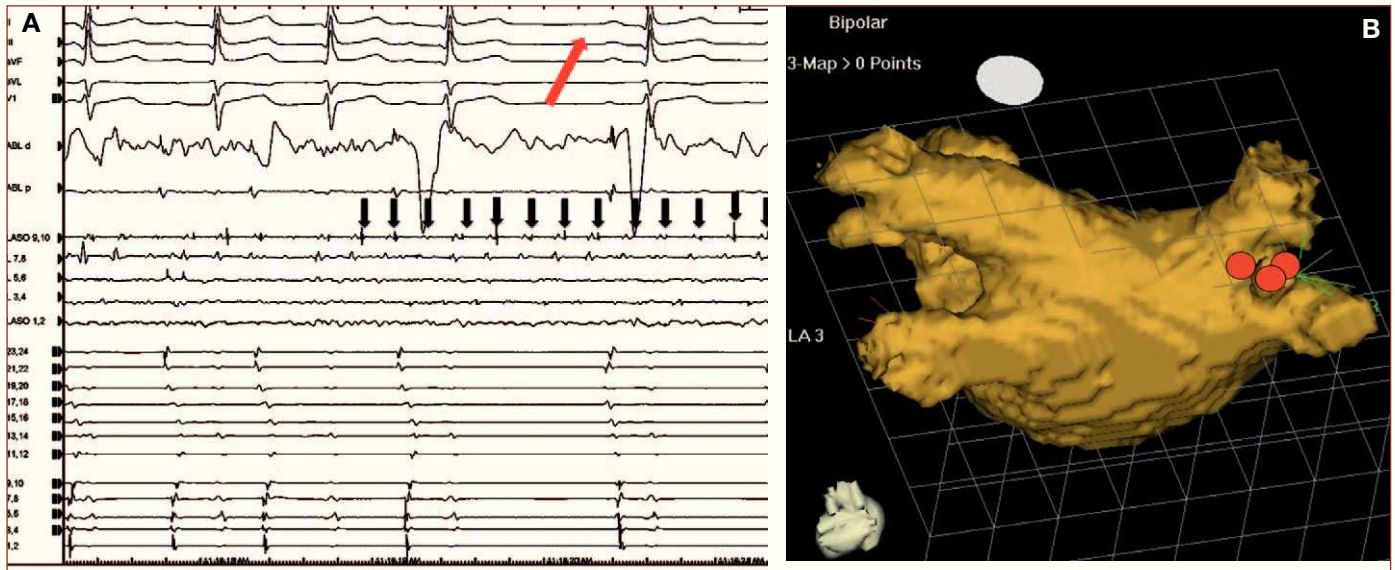 A
II
aVF
aVL
V1
ABL d
ABL p
LASO 9,10
7,8
5,6
3,4
LASO 1,2
23,24
21,22
19,20
17,18
15,16
13,14
11,12
9,10
7,8
5,6
3,4
1,2
Bipolar
B
3-Map > 0 Points
LA 3